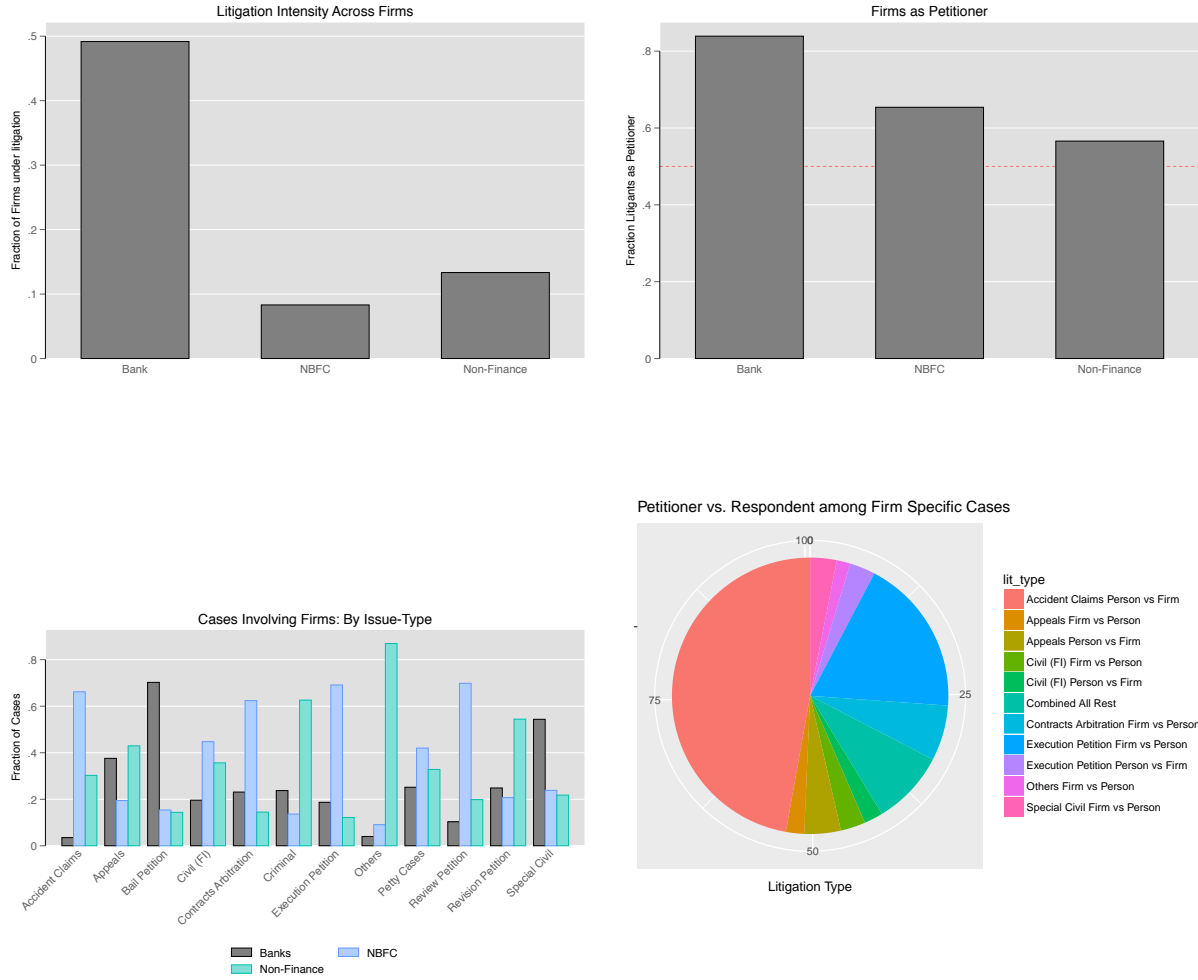 Litigation Intensity Across Firms
Fraction of Firms under litigation
.5
.4
.3
.2
.1
0
Bank NBFC Non-Finance
Firms as Petitioner
Fraction Litigants as Petitioner
.8
.6
.4
.2
0
Bank NBFC Non-Finance
Cases Involving Firms: By Issue-Type
Fraction of Cases
.8
.6
.4
.2
0
Accident Claims
Appeals
Bail Petition
Civil (FI)
Contracts Arbitration
Criminal
Execution Petition
Others
Petty Cases
Review Petition
Revision Petition
Special Civil
Banks NBFC
Non-Finance
Petitioner vs. Respondent among Firm Specific Cases
1000
25
50
75
Litigation Type
lit_type
Accident Claims Person vs Firm
Appeals Firm vs Person
Appeals Person vs Firm
Civil (FI) Firm vs Person
Civil (FI) Person vs Firm
Combined All Rest
Contracts Arbitration Firm vs Person
Execution Petition Firm vs Person
Execution Petition Person vs Firm
Others Firm vs Person
Special Civil Firm vs Person